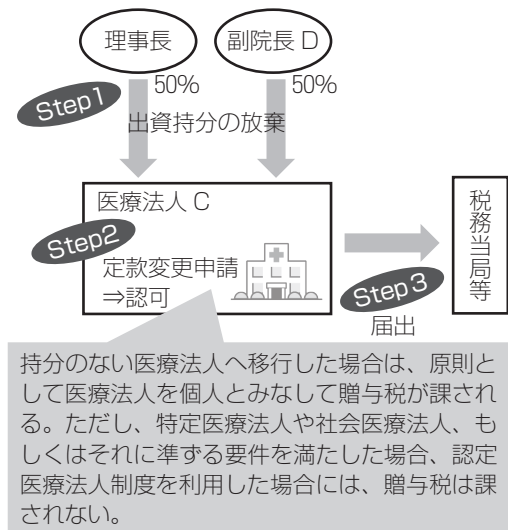 理事長
副院長 D
50%
50%
Step1
出資持分の放棄
医療法人 C
Step2
定款変更申請
⇒認可
税務当局等
Step3
届出
持分のない医療法人へ移行した場合は、原則と
して医療法人を個人とみなして贈与税が課され
る。ただし、特定医療法人や社会医療法人、も
しくはそれに準ずる要件を満たした場合、認定
医療法人制度を利用した場合には、贈与税は課
されない。